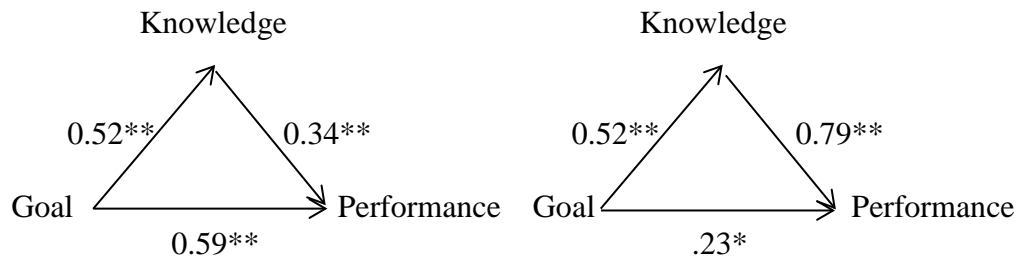 Knowledge
0.52**
0.34**
Goal
Performance
0.59**
Knowledge
0.52**
0.79**
Goal
Performance
.23*